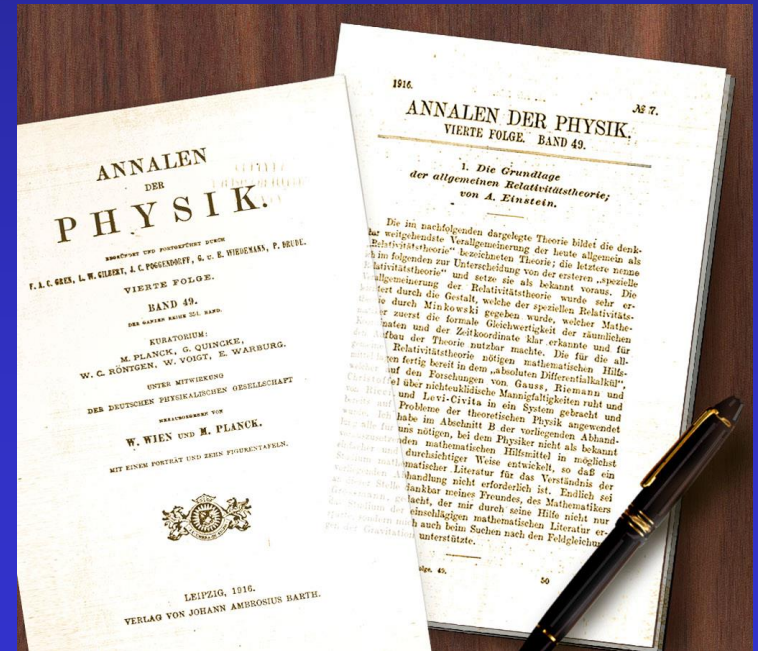 ANNALEN
DER
PHYSIK.
BEGRÜNDET UND FORTGEFÜHRT DURCH
F. A. C. GREN, L. W. GILBERT, J. C. POGGENDORFF, G. U. E. WIEDEMANN, P. DRUDE.
VIERTE FOLGE.
BAND 49.
DER GANZEN REIHE 354. BAND.
KURATORIUM:
M. PLANCK, G. QUINCKE,
W. C. RÖNTGEN, W. VOIGT, E. WARBURG.
UNTER MITWIRKUNG
DER DEUTSCHEN PHYSIKALISCHEN GESELLSCHAFT
HERAUSGEGEBEN VON
W. WIEN UND M. PLANCK.
MIT EINEM PORTRÄT UND ZEHN FIGURENTAFELN.
LEIPZIG, 1916.
VERLAG VON JOHANN AMBROSIUS BARTH.
1916. № 7.
ANNALEN DER PHYSIK.
VIERTE FOLGE. BAND 49.
1. Die Grundlage
der allgemeinen Relativitätstheorie;
von A. Einstein.
Die im nachfolgenden dargelegte Theorie bildet die denk-
weitgehendste Verallgemeinerung der heute allgemein als
„Relativitätstheorie“ bezeichneten Theorie; die letztere nenne
im folgenden zur Unterscheidung von der ersteren „spezielle
Relativitätstheorie“ und setze sie als bekannt voraus. Die
Verallgemeinerung der Relativitätstheorie wurde sehr er-
durch die Gestalt, welche der speziellen Relativitäts-
durch Minkowski gegeben wurde, welcher Mathe-
zuerst die formale Gleichwertigkeit der räumlichen
und der Zeitkoordinate klar erkannte und für
Aufbau der Theorie nutzbar machte. Die für die all-
Relativitätstheorie nötigen mathematischen Hilfs-
fertig bereit in dem „absoluten Differentialkalkül“,
auf den Forschungen von Gauss, Riemann und
Christoffel über nichteuklidische Mannigfaltigkeiten ruht und
und Levi-Civita in ein System gebracht und
Probleme der theoretischen Physik angewendet
habe im Abschnitt B der vorliegenden Abhand-
uns nötigen, bei dem Physiker nicht als bekannt
mathematischen Hilfsmittel in möglichst
durchsichtiger Weise entwickelt, so daß ein
mathematischer Literatur für das Verständnis der
Abhandlung nicht erforderlich ist. Endlich sei
dankbar meines Freundes, des Mathematikers
gedacht, der mir durch seine Hilfe nicht nur
einschlägigen mathematischen Literatur er-
auch beim Suchen nach den Feldgleichun-
gen der Gravitation unterstützte.
49. 50